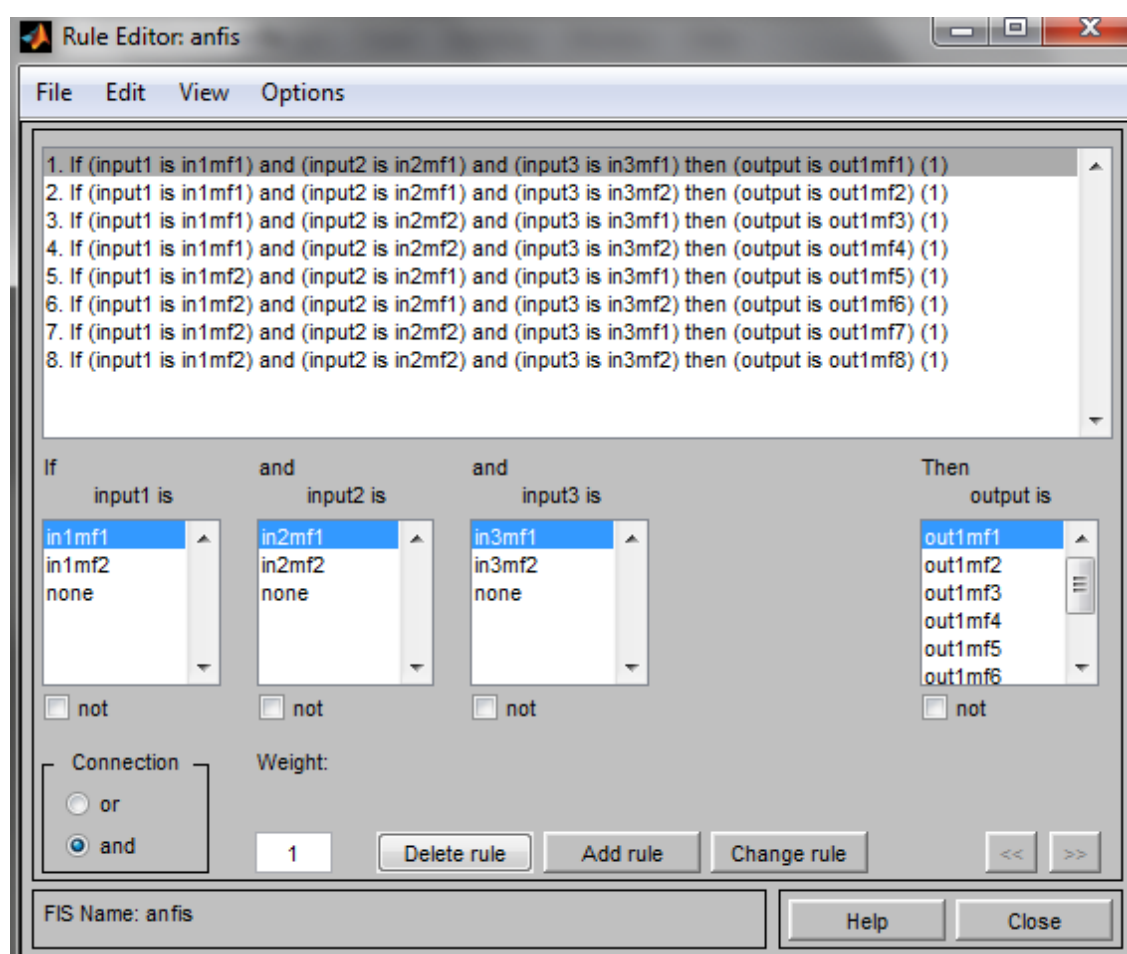 Rule Editor: anfis
File Edit View Options
1. If (input1 is in1mf1) and (input2 is in2mf1) and (input3 is in3mf1) then (output is out1mf1) (1)
2. If (input1 is in1mf1) and (input2 is in2mf1) and (input3 is in3mf2) then (output is out1mf2) (1)
3. If (input1 is in1mf1) and (input2 is in2mf2) and (input3 is in3mf1) then (output is out1mf3) (1)
4. If (input1 is in1mf1) and (input2 is in2mf2) and (input3 is in3mf2) then (output is out1mf4) (1)
5. If (input1 is in1mf2) and (input2 is in2mf1) and (input3 is in3mf1) then (output is out1mf5) (1)
6. If (input1 is in1mf2) and (input2 is in2mf1) and (input3 is in3mf2) then (output is out1mf6) (1)
7. If (input1 is in1mf2) and (input2 is in2mf2) and (input3 is in3mf1) then (output is out1mf7) (1)
8. If (input1 is in1mf2) and (input2 is in2mf2) and (input3 is in3mf2) then (output is out1mf8) (1)
If and and Then
input1 is input2 is input3 is output is
in1mf1 in2mf1 in3mf1 out1mf1
in1mf2 in2mf2 in3mf2 out1mf2
none none none out1mf3
out1mf4
out1mf5
out1mf6
not not not not
Connection Weight:
or
and 1 Delete rule Add rule Change rule << >>
FIS Name: anfis Help Close